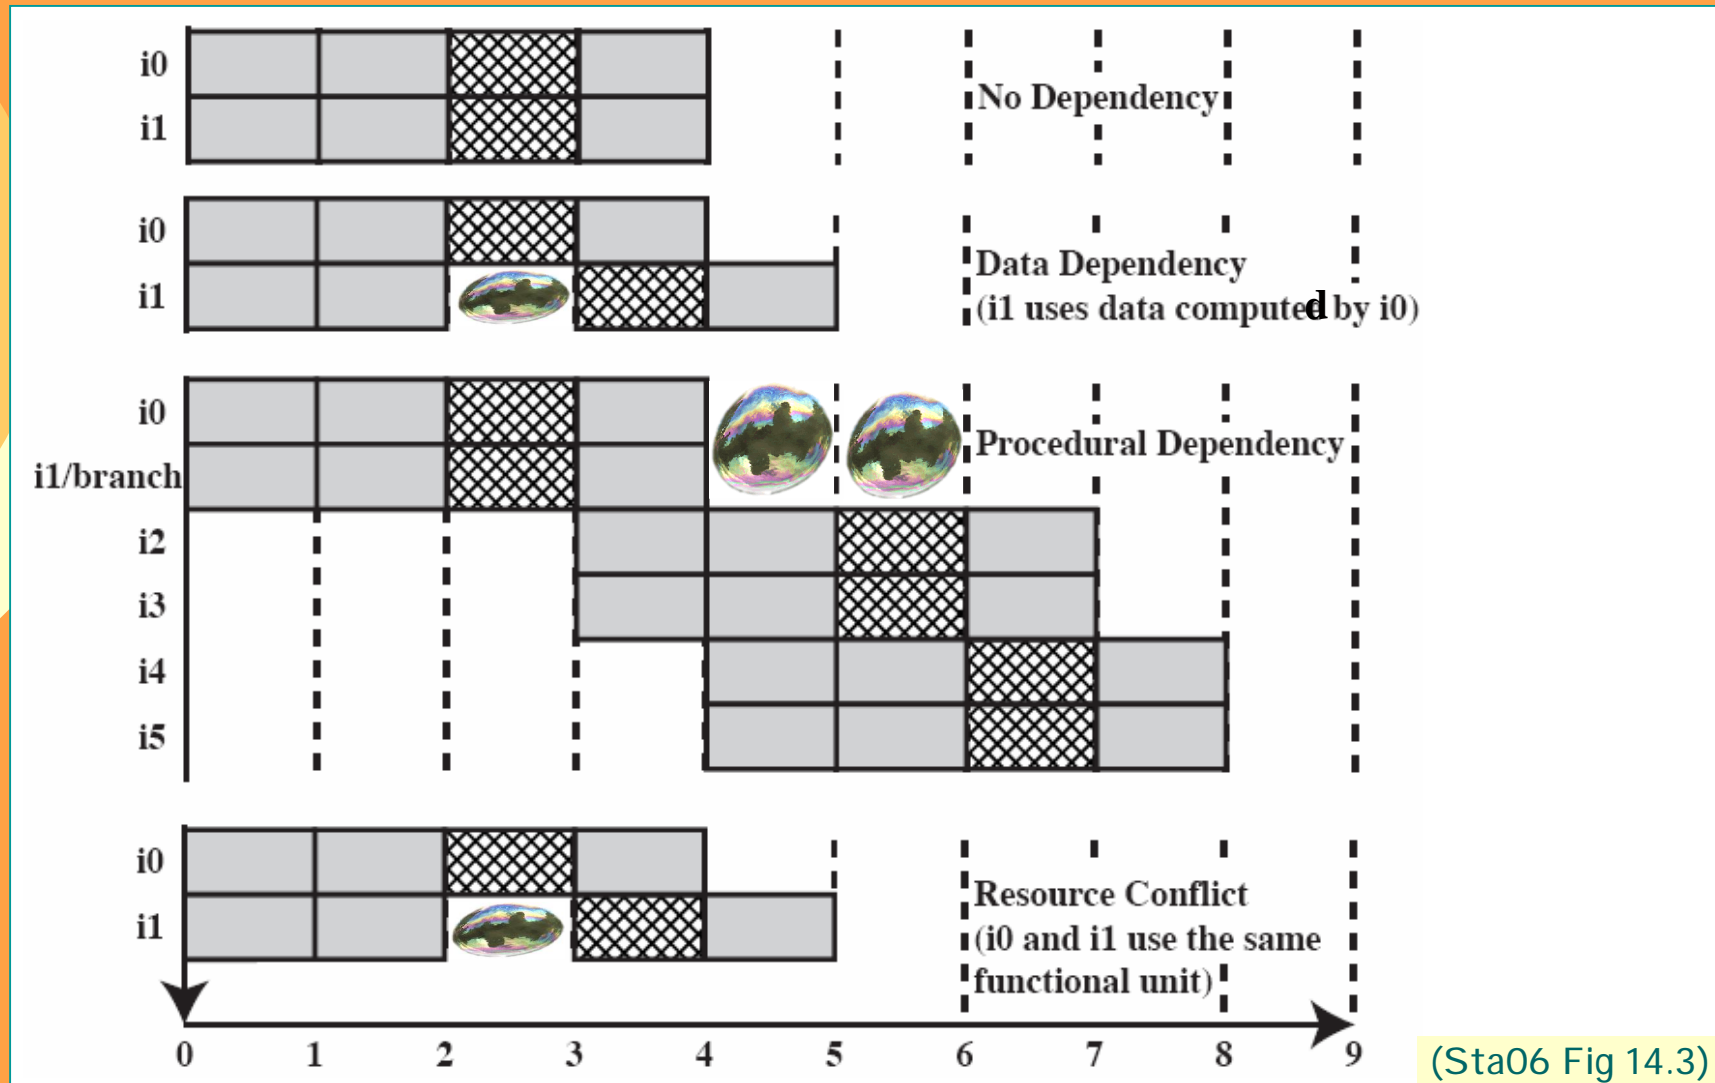 i0
i1
No Dependency
i0
i1
Data Dependency
(i1 uses data computed by i0)
i0
i1/branch
Procedural Dependency
i2
i3
i4
i5
i0
i1
Resource Conflict
(i0 and i1 use the same
functional unit)
0 1 2 3 4 5 6 7 8 9
(Sta06 Fig 14.3)